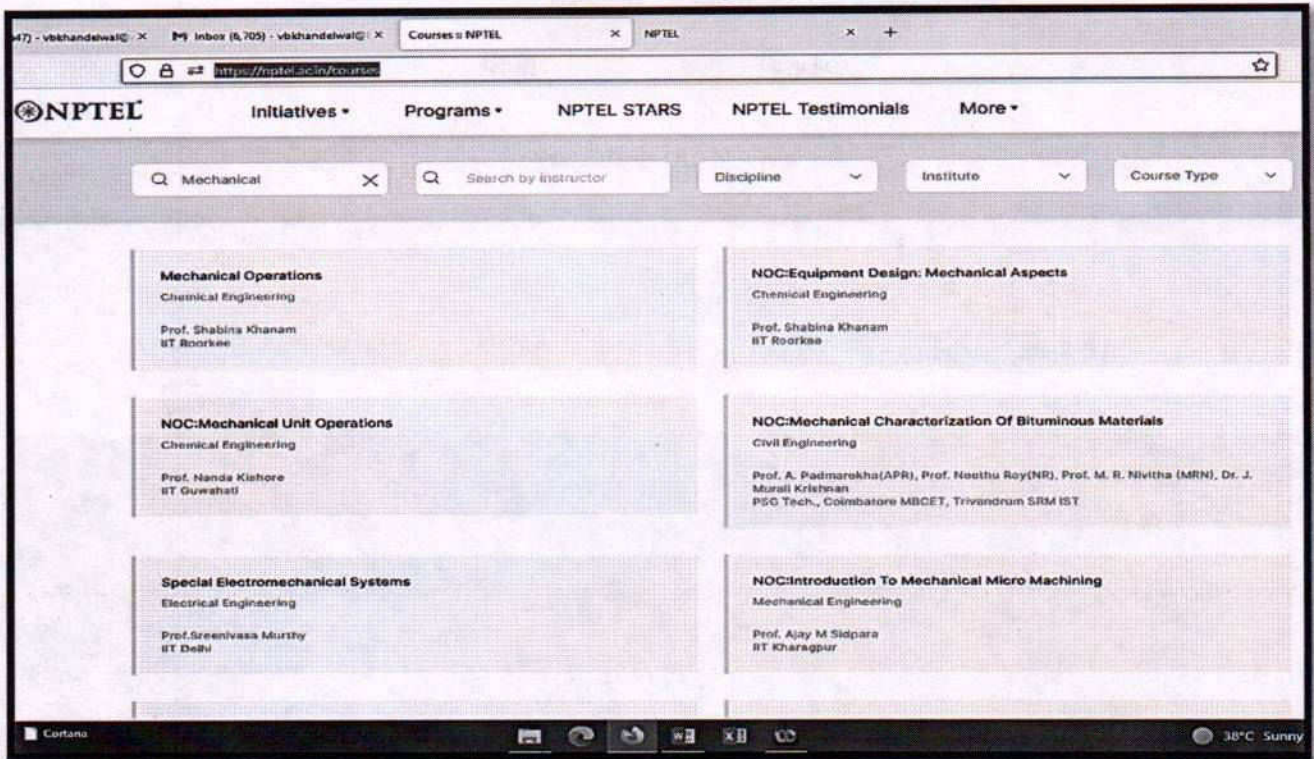 47) - vbkhandelwal@ ×
Inbox (6,705) - vbkhandelwal@ ×
Courses :: NPTEL ×
NPTEL ×
+
https://nptel.ac.in/courses
NPTEL
Initiatives
Programs
NPTEL STARS
NPTEL Testimonials
More
Mechanical
Search by instructor
Discipline
Institute
Course Type
Mechanical Operations
Chemical Engineering
Prof. Shabina Khanam
IIT Roorkee
NOC:Equipment Design: Mechanical Aspects
Chemical Engineering
Prof. Shabina Khanam
IIT Roorkee
NOC:Mechanical Unit Operations
Chemical Engineering
Prof. Nanda Kishore
IIT Guwahati
NOC:Mechanical Characterization Of Bituminous Materials
Civil Engineering
Prof. A. Padmarekha(APR), Prof. Neethu Roy(NR), Prof. M. R. Nivitha (MRN), Dr. J.
Murali Krishnan
PSG Tech., Coimbatore MBCET, Trivandrum SRM IST
Special Electromechanical Systems
Electrical Engineering
Prof.Sreenivasa Murthy
IIT Delhi
NOC:Introduction To Mechanical Micro Machining
Mechanical Engineering
Prof. Ajay M Sidpara
IIT Kharagpur
Cortana
38°C Sunny